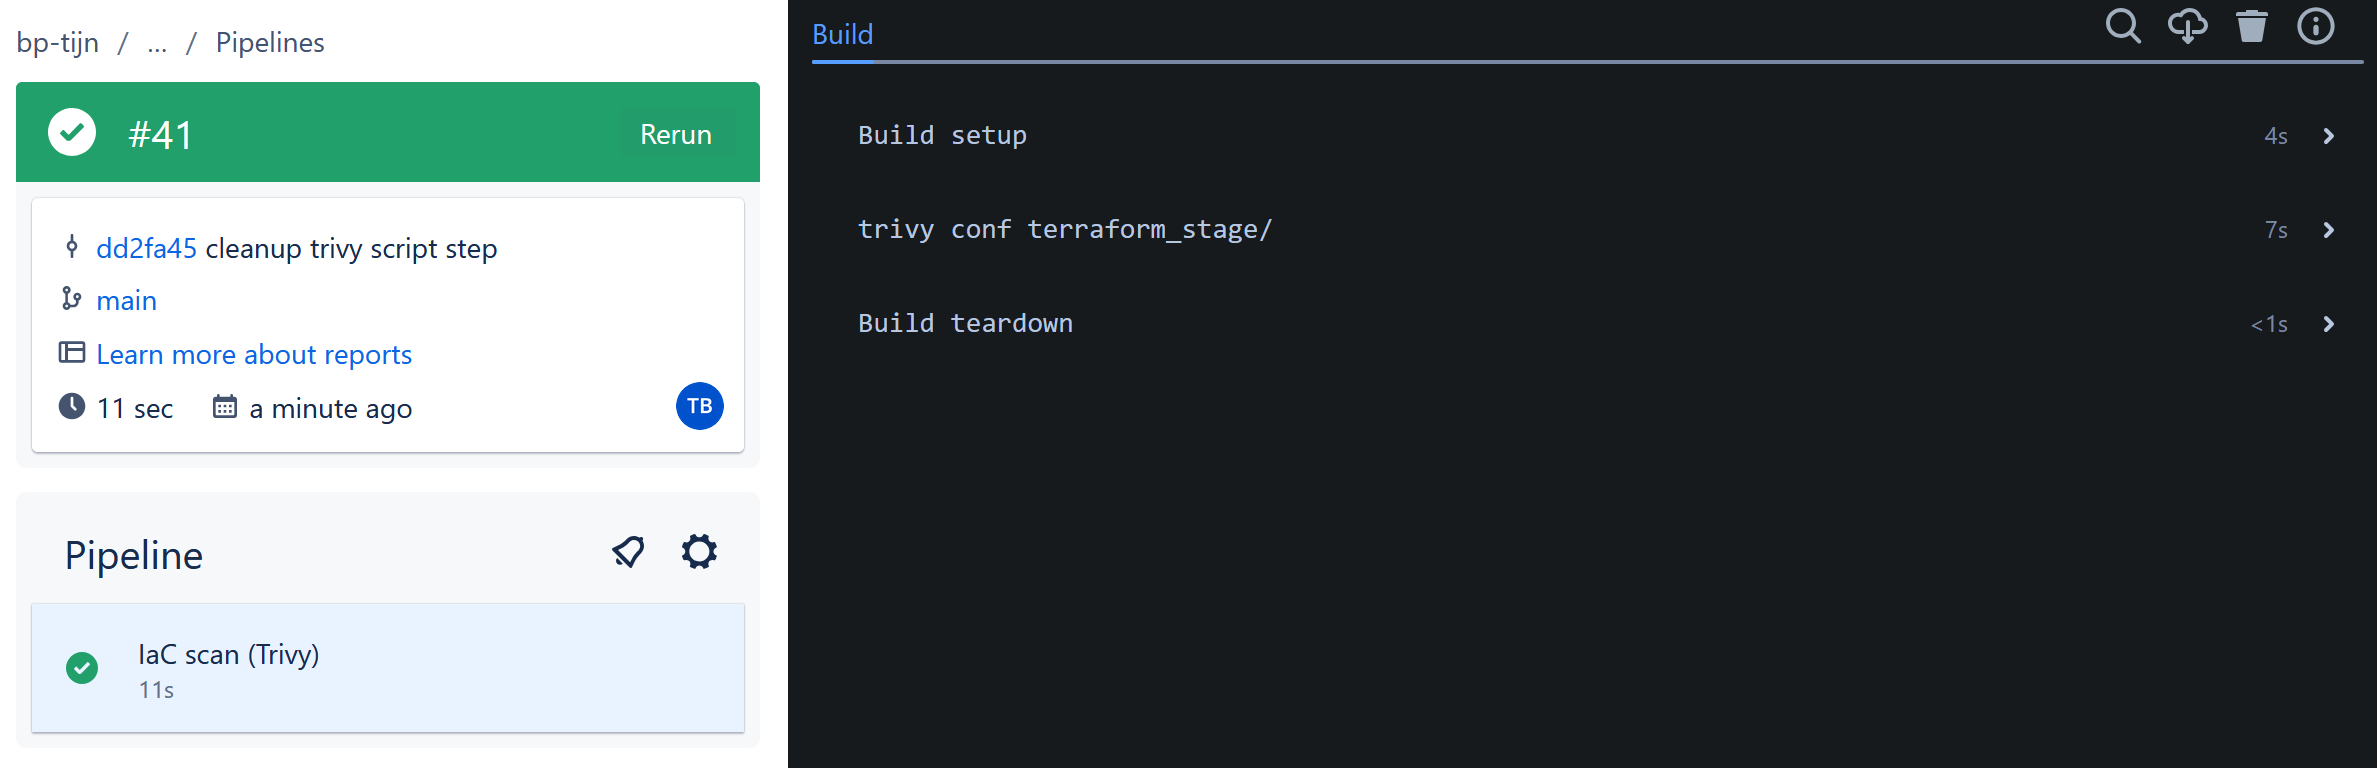 bp-tijn / ... / Pipelines
#41
Rerun
dd2fa45 cleanup trivy script step
main
Learn more about reports
11 sec a minute ago
TB
Pipeline
IaC scan (Trivy)
11s
Build
Build setup 4s
trivy conf terraform_stage/ 7s
Build teardown <1s